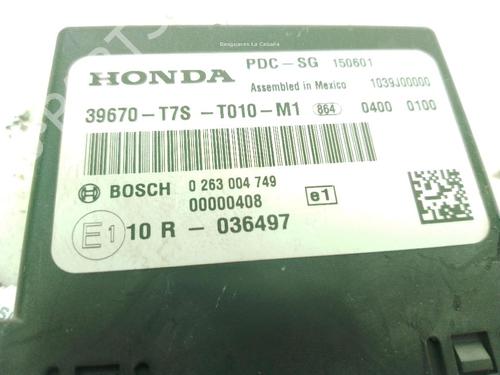 Desguaces La Cabaña
HONDA PDC-SG 150601
Assembled in Mexico 1039J00000
39670-T7S-T010-M1 864 0400 0100
BOSCH 0 263 004 749
00000408 e1
E1 10 R - 036497